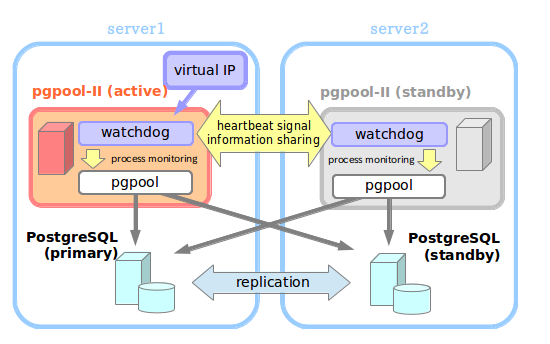 server1
server2
virtual IP
pgpool-II (active)
pgpool-II (standby)
watchdog
heartbeat signal
information sharing
watchdog
process monitoring
process monitoring
pgpool
pgpool
PostgreSQL
(primary)
PostgreSQL
(standby)
replication